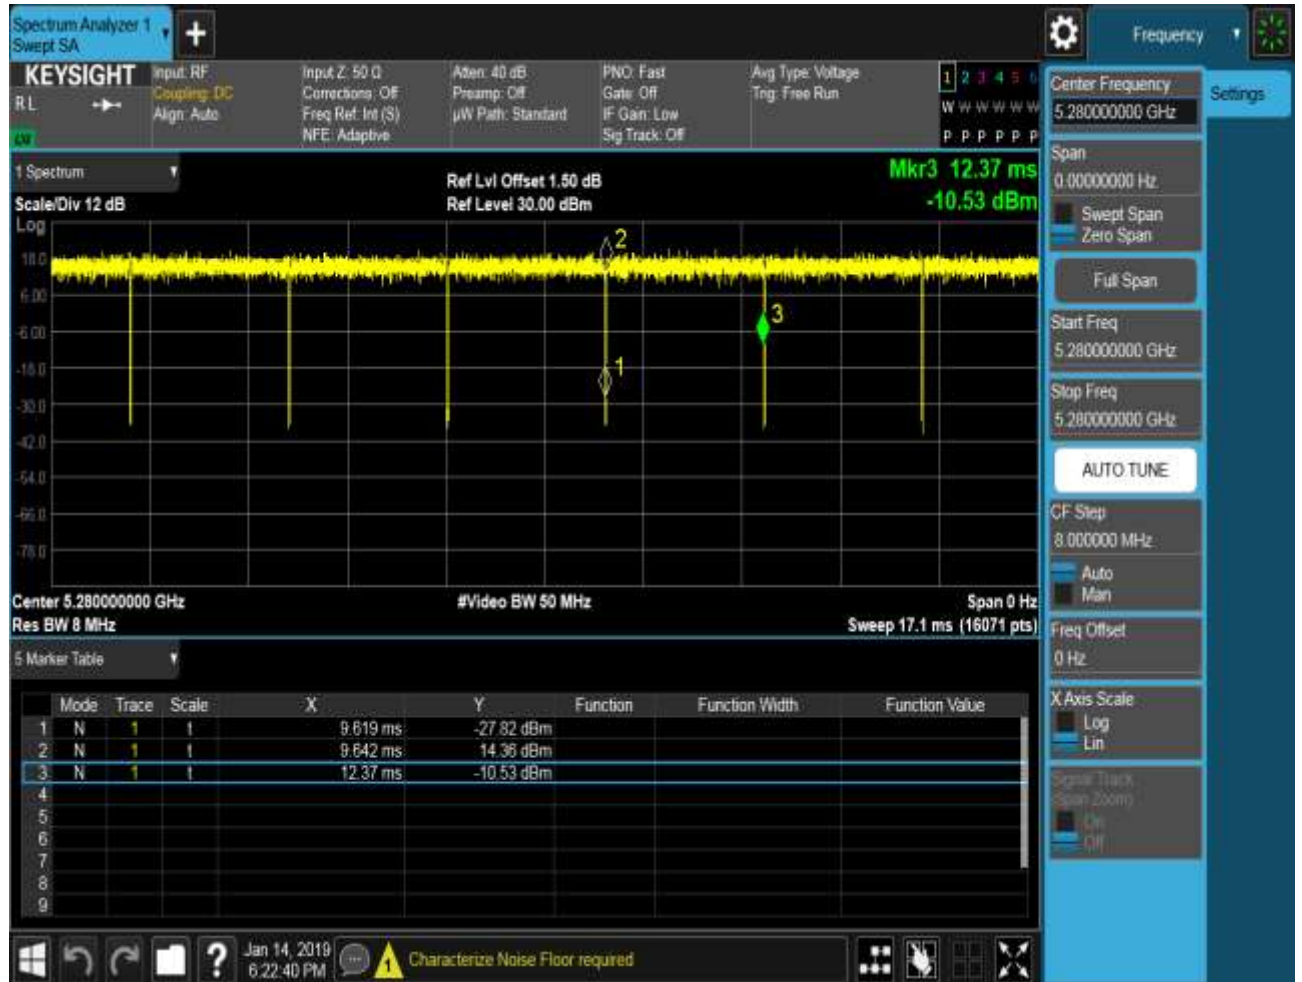 Spectrum Analyzer 1
Swept SA
Frequency
KEYSIGHT
Input: RF
Coupling: DC
Align: Auto
Input Z: 50 Ω
Corrections: Off
Freq Ref: Int (S)
NFE: Adaptive
Atten: 40 dB
Preamp: Off
µW Path: Standard
PNO: Fast
Gate: Off
IF Gain: Low
Sig Track: Off
Avg Type: Voltage
Trig: Free Run
1 2 3 4 5 6
W W W W W W
P P P P P P
R L
1 Spectrum
Scale/Div 12 dB
Ref Lvl Offset 1.50 dB
Ref Level 30.00 dBm
Mkr3 12.37 ms
-10.53 dBm
Log
18.0
6.00
-6.00
-18.0
-30.0
-42.0
-54.0
-66.0
-78.0
2
3
1
Center 5.280000000 GHz
Res BW 8 MHz
#Video BW 50 MHz
Span 0 Hz
Sweep 17.1 ms (16071 pts)
5 Marker Table
Mode Trace Scale X Y Function Function Width Function Value
1 N 1 t 9.619 ms -27.82 dBm
2 N 1 t 9.642 ms 14.36 dBm
3 N 1 t 12.37 ms -10.53 dBm
4
5
6
7
8
9
Jan 14, 2019
6:22:40 PM
Characterize Noise Floor required
Center Frequency
5.280000000 GHz
Settings
Span
0.00000000 Hz
Swept Span
Zero Span
Full Span
Start Freq
5.280000000 GHz
Stop Freq
5.280000000 GHz
AUTO TUNE
CF Step
8.000000 MHz
Auto
Man
Freq Offset
0 Hz
X Axis Scale
Log
Lin
Signal Track
(Span Zoom)
On
Off